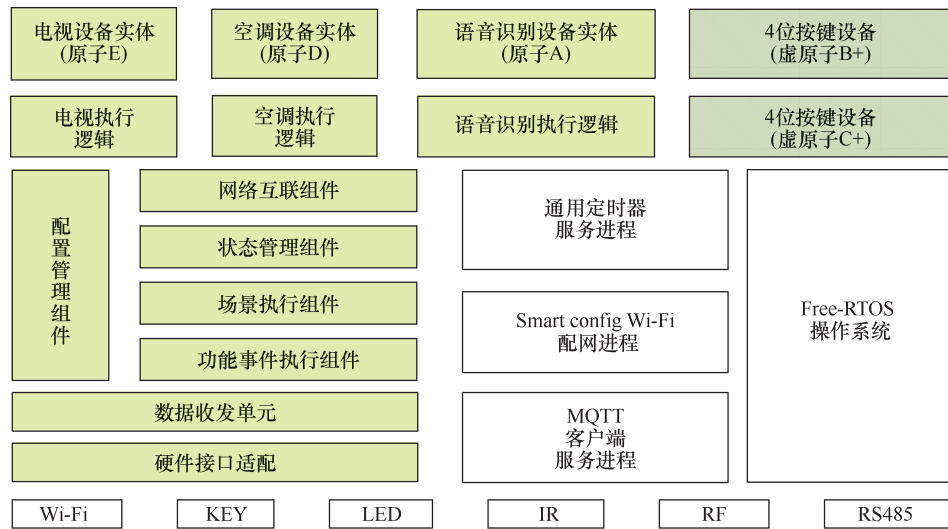 电视设备实体
(原子E)
空调设备实体
(原子D)
语音识别设备实体
(原子A)
4位按键设备
(虚原子B+)
电视执行
逻辑
空调执行
逻辑
语音识别执行逻辑
4位按键设备
(虚原子C+)
配
置
管
理
组
件
网络互联组件
状态管理组件
场景执行组件
功能事件执行组件
数据收发单元
硬件接口适配
通用定时器
服务进程
Smart config Wi-Fi
配网进程
MQTT
客户端
服务进程
Free-RTOS
操作系统
Wi-Fi
KEY
LED
IR
RF
RS485